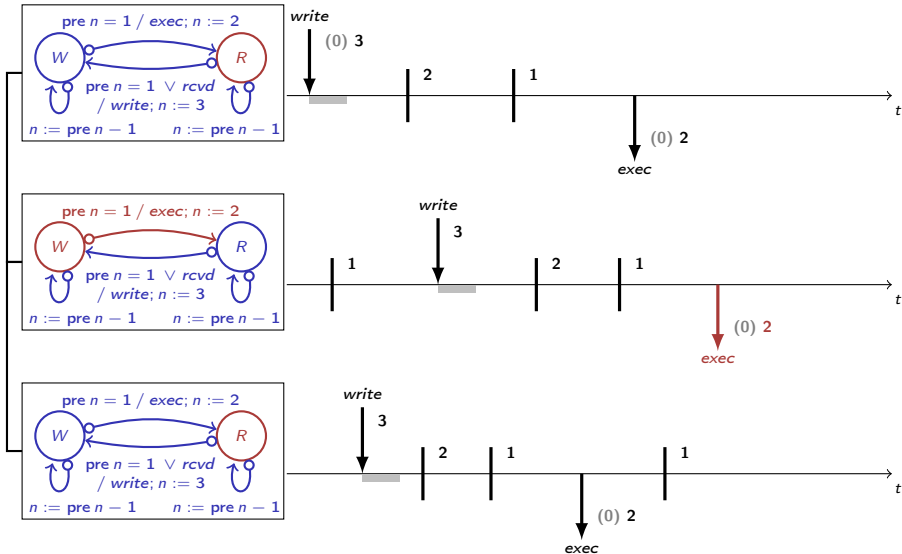 pre n = 1 / exec; n := 2
W
R
pre n = 1 ∨ rcvd
/ write; n := 3
n := pre n − 1
n := pre n − 1
write
(0) 3
2
1
(0) 2
exec
t
pre n = 1 / exec; n := 2
W
R
pre n = 1 ∨ rcvd
/ write; n := 3
n := pre n − 1
n := pre n − 1
1
write
3
2
1
(0) 2
exec
t
pre n = 1 / exec; n := 2
W
R
pre n = 1 ∨ rcvd
/ write; n := 3
n := pre n − 1
n := pre n − 1
write
3
2
1
(0) 2
exec
1
t